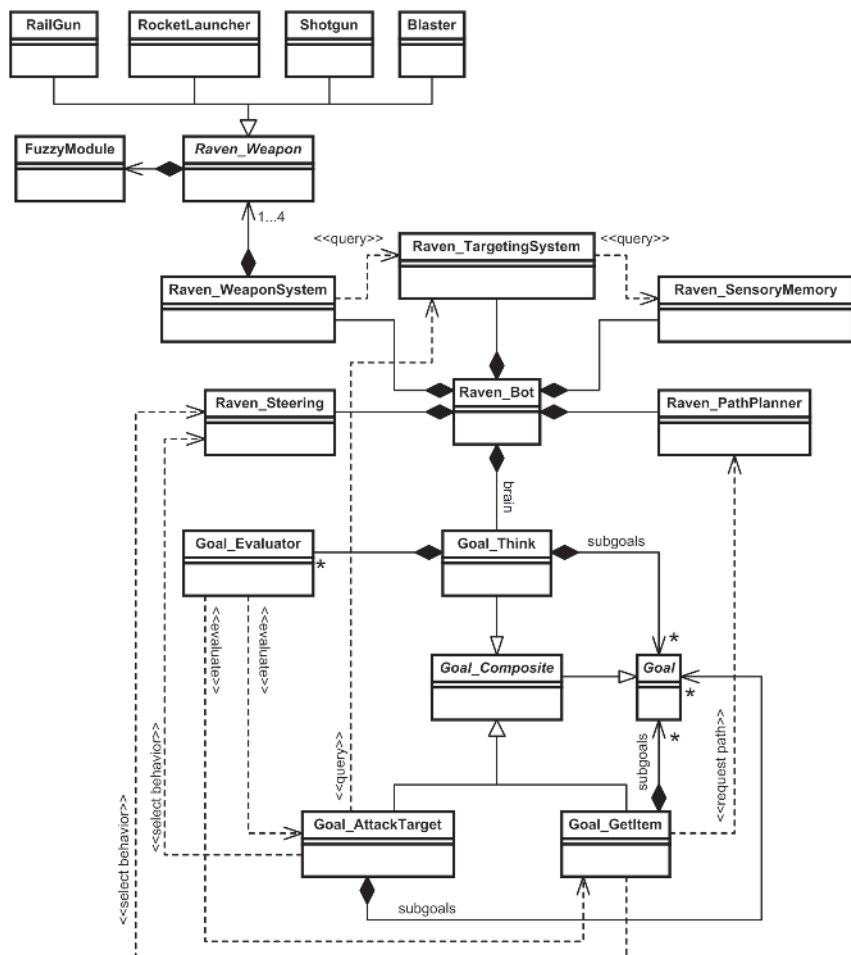 RailGun
RocketLauncher
Shotgun
Blaster
FuzzyModule
Raven_Weapon
1...4
<<query>>
Raven_TargetingSystem
<<query>>
Raven_WeaponSystem
Raven_SensoryMemory
Raven_Steering
Raven_Bot
Raven_PathPlanner
brain
Goal_Evaluator
*
Goal_Think
subgoals
*
<<evaluate>>
<<evaluate>>
Goal_Composite
Goal
*
*
subgoals
<<request path>>
<<query>>
<<select behavior>>
<<select behavior>>
Goal_AttackTarget
Goal_GetItem
subgoals